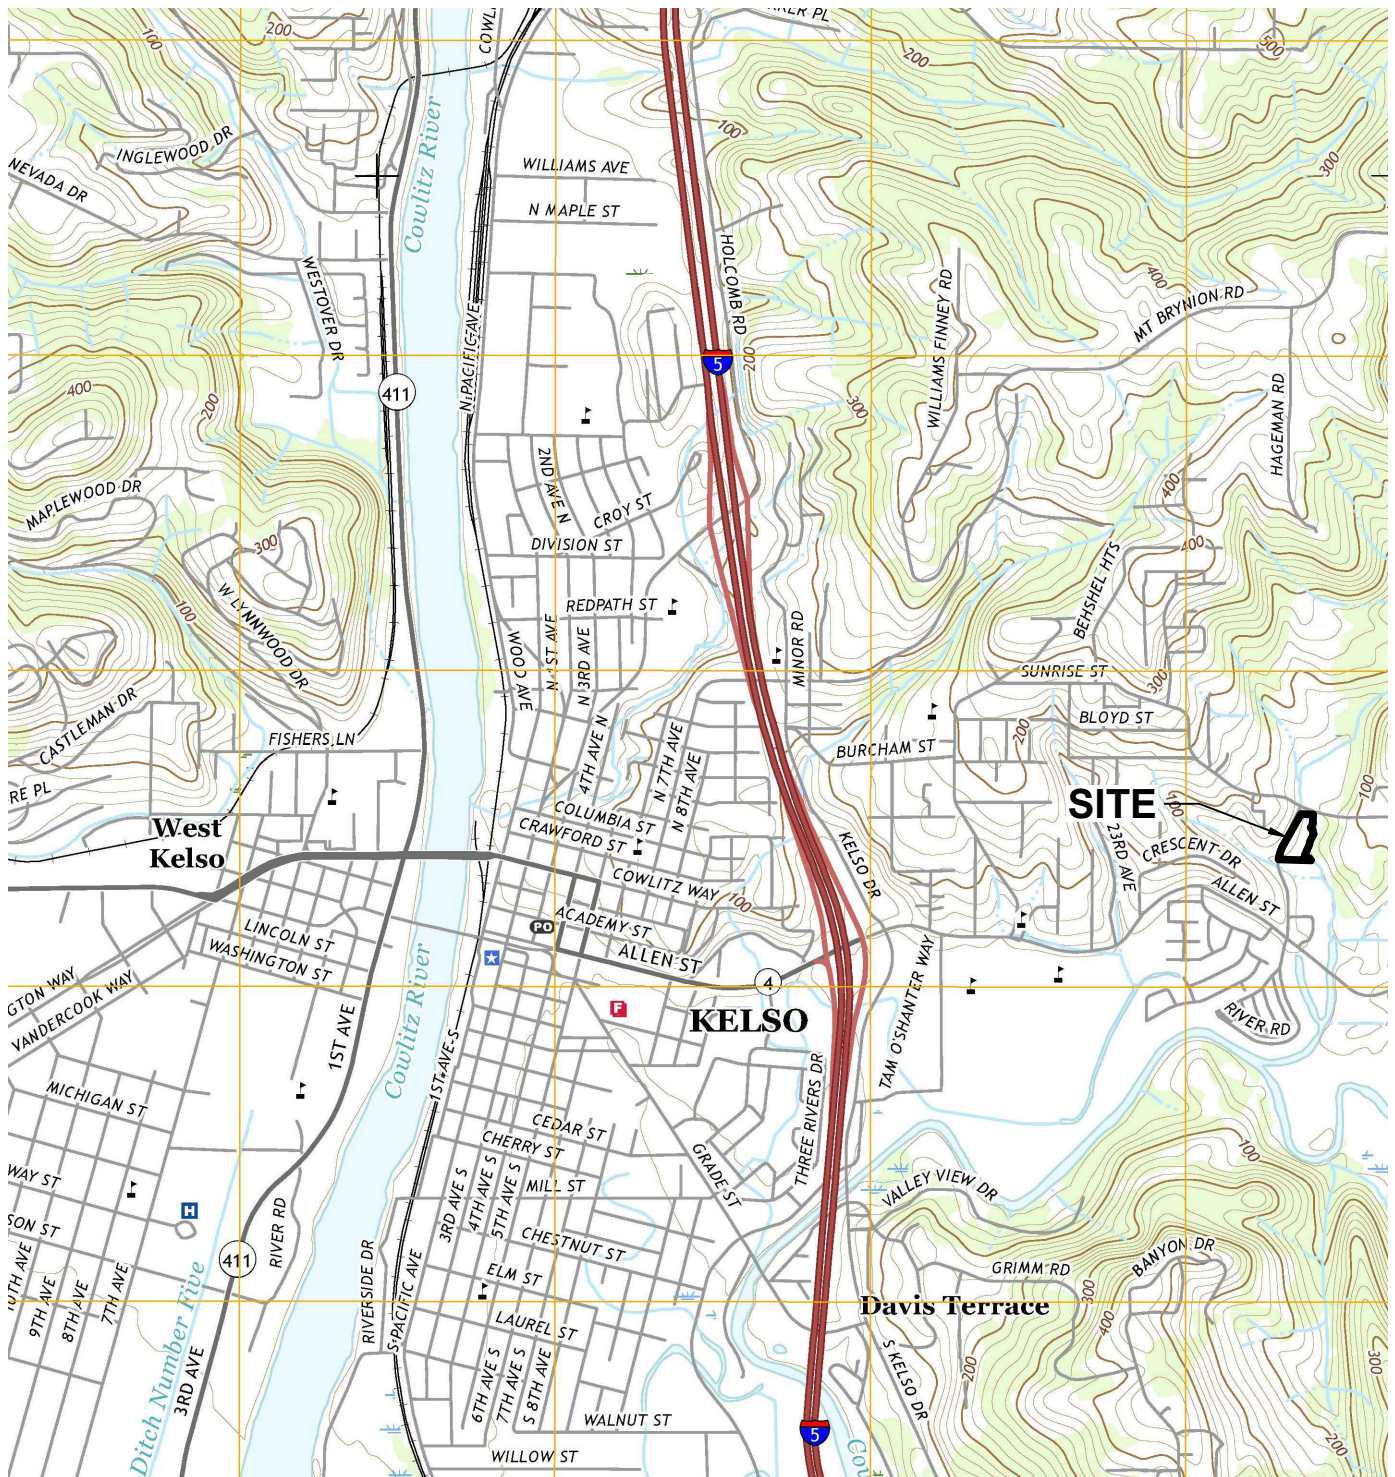 100
200
COWL
KER PL
200
500
INGLEWOOD DR
NEVADA DR
Cowlitz River
WILLIAMS AVE
N MAPLE ST
100
300
HOLCOMB RD
WESTOVER DR
N PACIFIC AVE
WILLIAMS FINNEY RD
400
MT BRYNION RD
5
200
400
200
411
300
HAGEMAN RD
MAPLEWOOD DR
2ND AVE N
CROY ST
DIVISION ST
400
400
300
100
W LYNNWOOD DR
REDPATH ST
WOOD AVE
N 1ST AVE
N 3RD AVE
MINOR RD
BEHSHEL HTS
SUNRISE ST
300
CASTLEMAN DR
FISHERS LN
4TH AVE N
N 7TH AVE
N 8TH AVE
BURCHAM ST
200
BLOYD ST
RE PL
West
Kelso
COLUMBIA ST
CRAWFORD ST
KELSO DR
SITE
100
100
23RD AVE
CRESCENT DR
ALLEN ST
COWLITZ WAY
100
LINCOLN ST
WASHINGTON ST
PO
ACADEMY ST
ALLEN ST
4
Cowlitz River
GTON WAY
VANDERCOOK WAY
F
KELSO
TAM O'SHANTER WAY
RIVER RD
1ST AVE
1ST AVE S
MICHIGAN ST
THREE RIVERS DR
CEDAR ST
CHERRY ST
MILL ST
GRADE ST
100
WAY ST
VALLEY VIEW DR
3RD AVE S
4TH AVE S
5TH AVE S
H
SON ST
CHESTNUT ST
BANYON DR
411
RIVER RD
GRIMM RD
10TH AVE
9TH AVE
8TH AVE
7TH AVE
RIVERSIDE DR
S PACIFIC AVE
ELM ST
300
400
Davis Terrace
LAUREL ST
Ditch Number Five
3RD AVE
6TH AVE S
7TH AVE S
S 8TH AVE
S KELSO DR
200
300
WALNUT ST
5
200
WILLOW ST
Cow